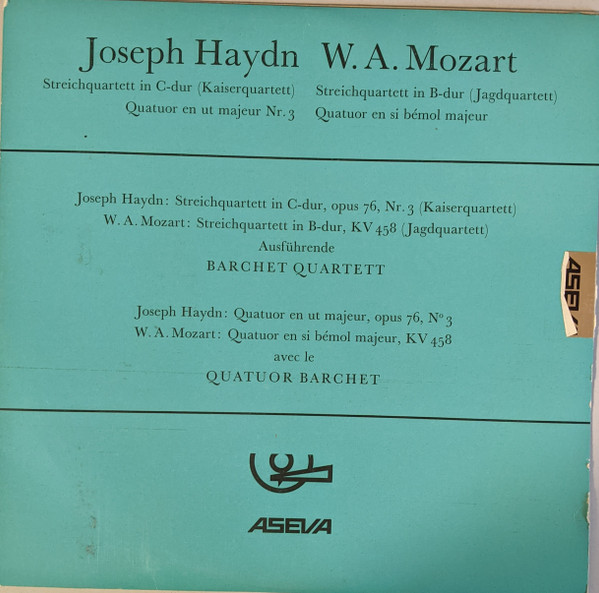 Joseph Haydn W. A. Mozart
Streichquartett in C-dur (Kaiserquartett) Streichquartett in B-dur (Jagdquartett)
Quatuor en ut majeur Nr. 3 Quatuor en si bémol majeur
Joseph Haydn: Streichquartett in C-dur, opus 76, Nr. 3 (Kaiserquartett)
W. A. Mozart: Streichquartett in B-dur, KV 458 (Jagdquartett)
Ausführende
BARCHET QUARTETT
Joseph Haydn: Quatuor en ut majeur, opus 76, No 3
W. A. Mozart: Quatuor en si bémol majeur, KV 458
avec le
QUATUOR BARCHET
ASEVA
ASEVA